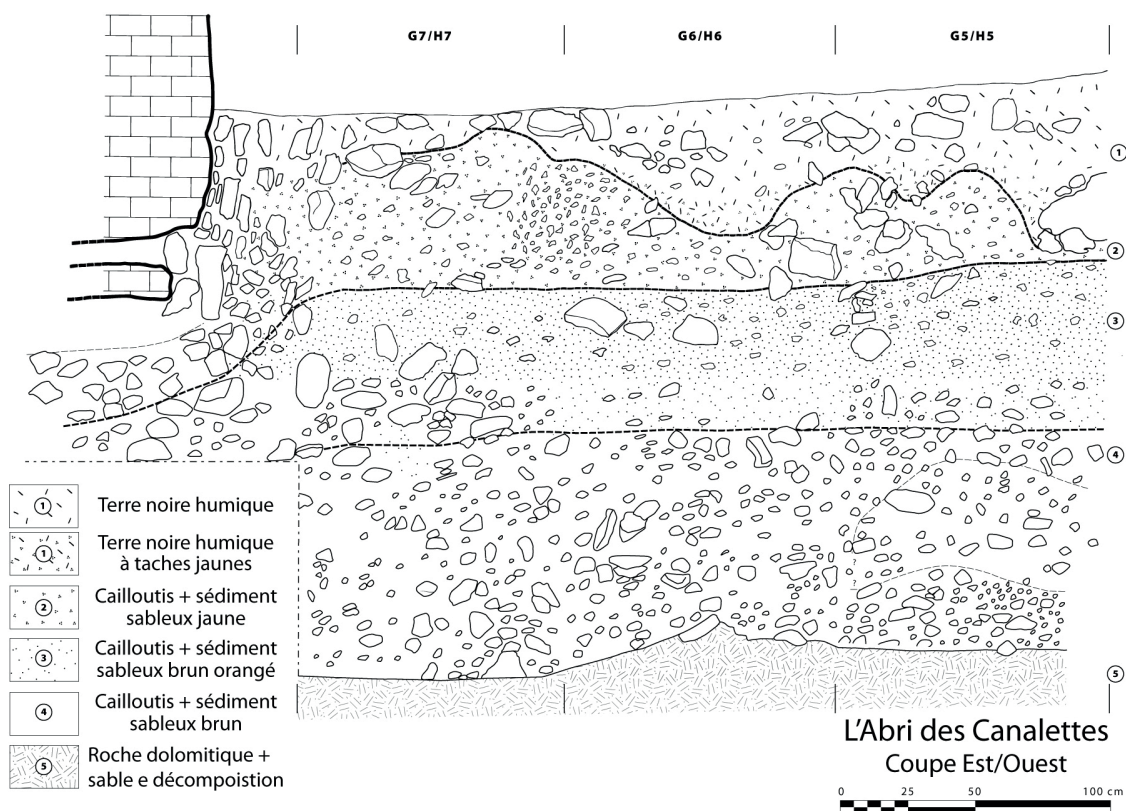 G7/H7
G6/H6
G5/H5
1
2
3
4
5
? ?
?
1
Terre noire humique
1
Terre noire humique
à taches jaunes
2
Cailloutis + sédiment
sableux jaune
3
Cailloutis + sédiment
sableux brun orangé
4
Cailloutis + sédiment
sableux brun
5
Roche dolomitique +
sable e décompoistion
L'Abri des Canalettes
Coupe Est/Ouest
0 25 50 100 cm